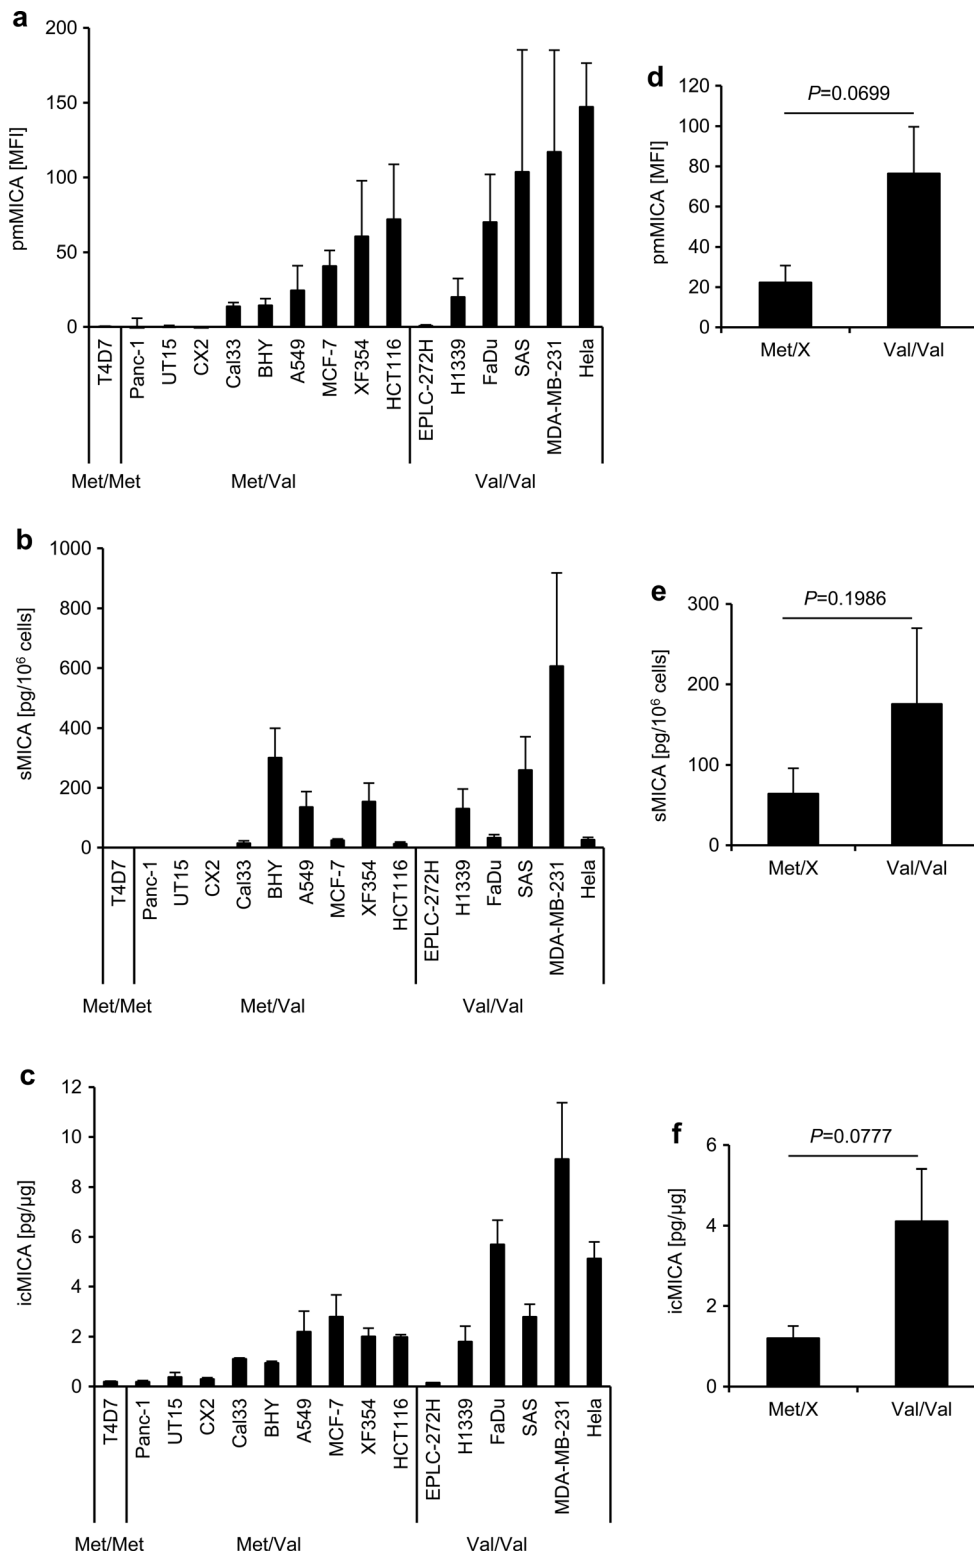 a
200
150
100
50
0
pmMICA [MFI]
T4D7
Panc-1
UT15
CX2
Cal33
BHY
A549
MCF-7
XF354
HCT116
EPLC-272H
H1339
FaDu
SAS
MDA-MB-231
Hela
Met/Met
Met/Val
Val/Val
d
P=0.0699
120
100
80
60
40
20
0
pmMICA [MFI]
Met/X
Val/Val
b
1000
800
600
400
200
0
sMICA [pg/10⁶ cells]
T4D7
Panc-1
UT15
CX2
Cal33
BHY
A549
MCF-7
XF354
HCT116
EPLC-272H
H1339
FaDu
SAS
MDA-MB-231
Hela
Met/Met
Met/Val
Val/Val
e
P=0.1986
300
200
100
0
sMICA [pg/10⁶ cells]
Met/X
Val/Val
c
12
10
8
6
4
2
0
icMICA [pg/µg]
T4D7
Panc-1
UT15
CX2
Cal33
BHY
A549
MCF-7
XF354
HCT116
EPLC-272H
H1339
FaDu
SAS
MDA-MB-231
Hela
Met/Met
Met/Val
Val/Val
f
P=0.0777
6
4
2
0
icMICA [pg/µg]
Met/X
Val/Val